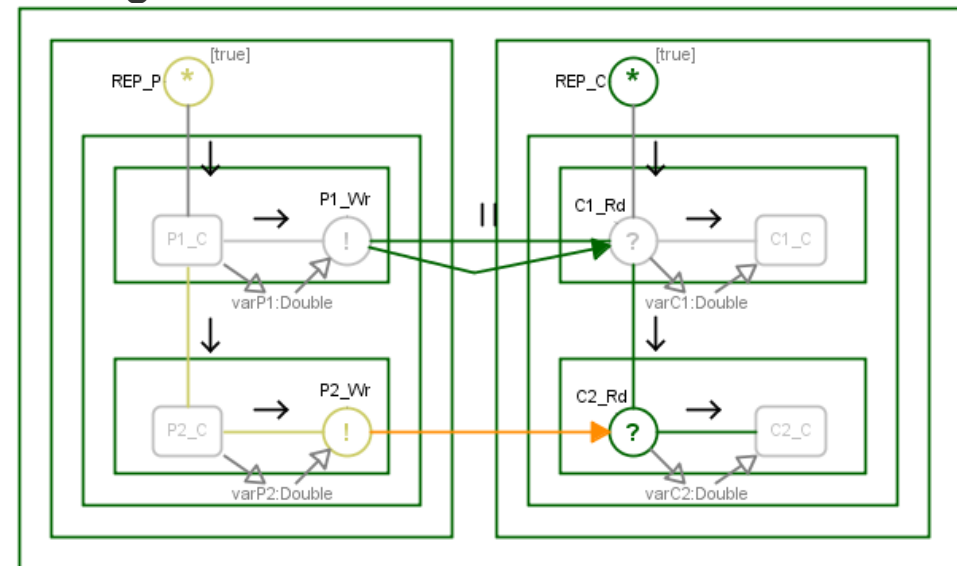 [true]
REP_P *
[true]
REP_C *
P1_Wr
P1_C !
varP1:Double
||
C1_Rd
? C1_C
varC1:Double
P2_Wr
P2_C !
varP2:Double
C2_Rd
? C2_C
varC2:Double